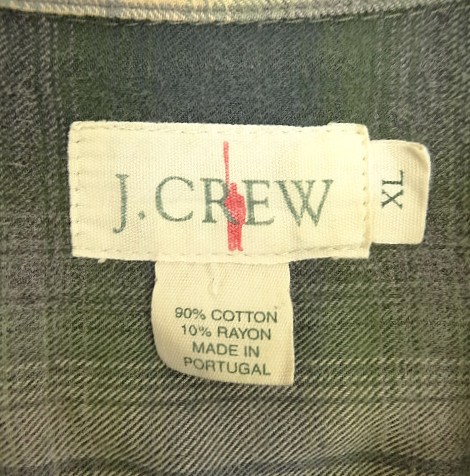 J.CREW
XL
90% COTTON
10% RAYON
MADE IN
PORTUGAL